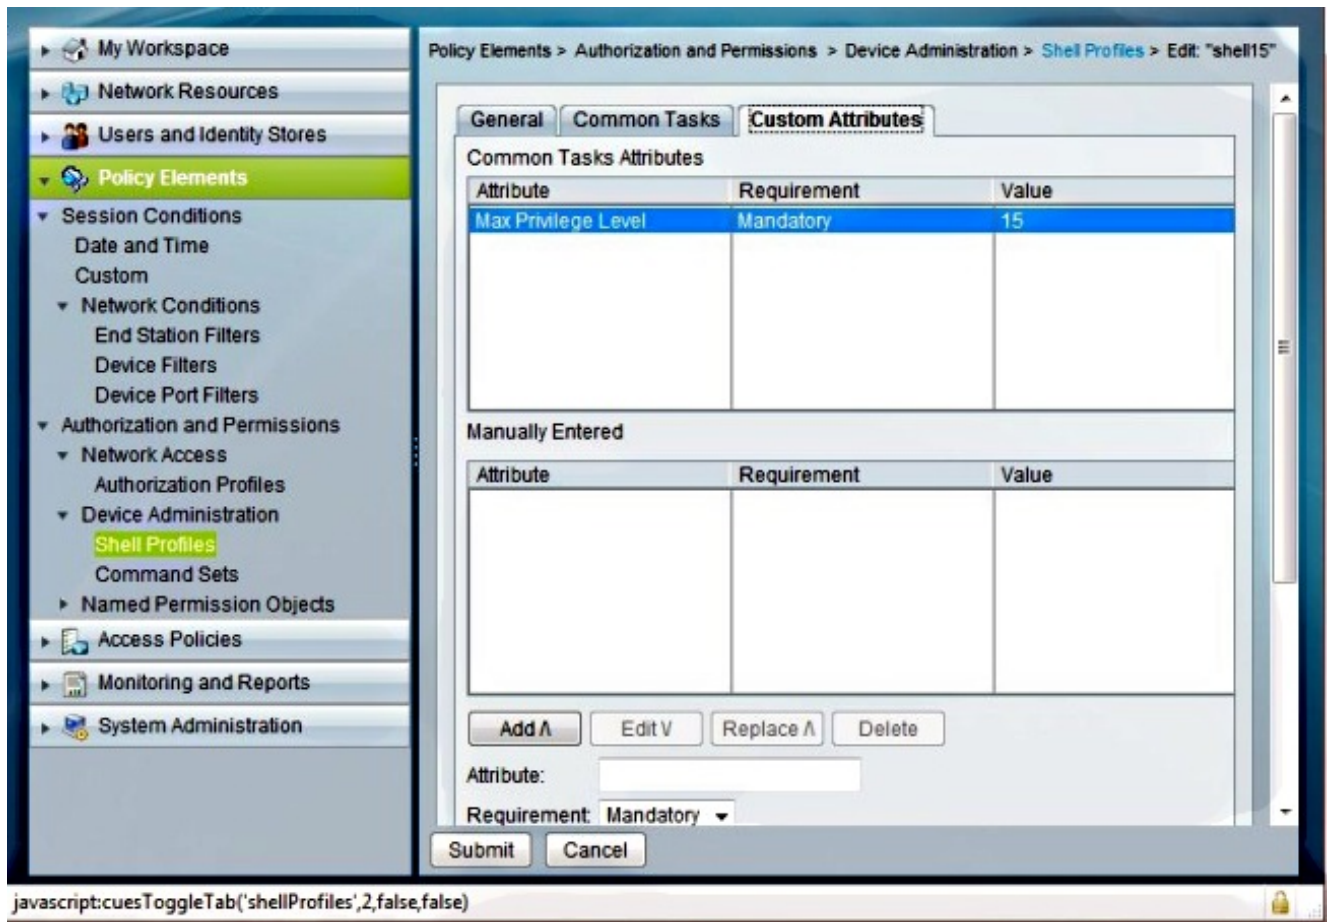 My Workspace
Network Resources
Users and Identity Stores
Policy Elements
Session Conditions
Date and Time
Custom
Network Conditions
End Station Filters
Device Filters
Device Port Filters
Authorization and Permissions
Network Access
Authorization Profiles
Device Administration
Shell Profiles
Command Sets
Named Permission Objects
Access Policies
Monitoring and Reports
System Administration
Policy Elements > Authorization and Permissions > Device Administration > Shell Profiles > Edit: "shell15"
General Common Tasks Custom Attributes
Common Tasks Attributes
Attribute Requirement Value
Max Privilege Level Mandatory 15
Manually Entered
Attribute Requirement Value
Add Λ Edit V Replace Λ Delete
Attribute:
Requirement: Mandatory
Submit Cancel
javascript:cuesToggleTab('shellProfiles',2,false,false)